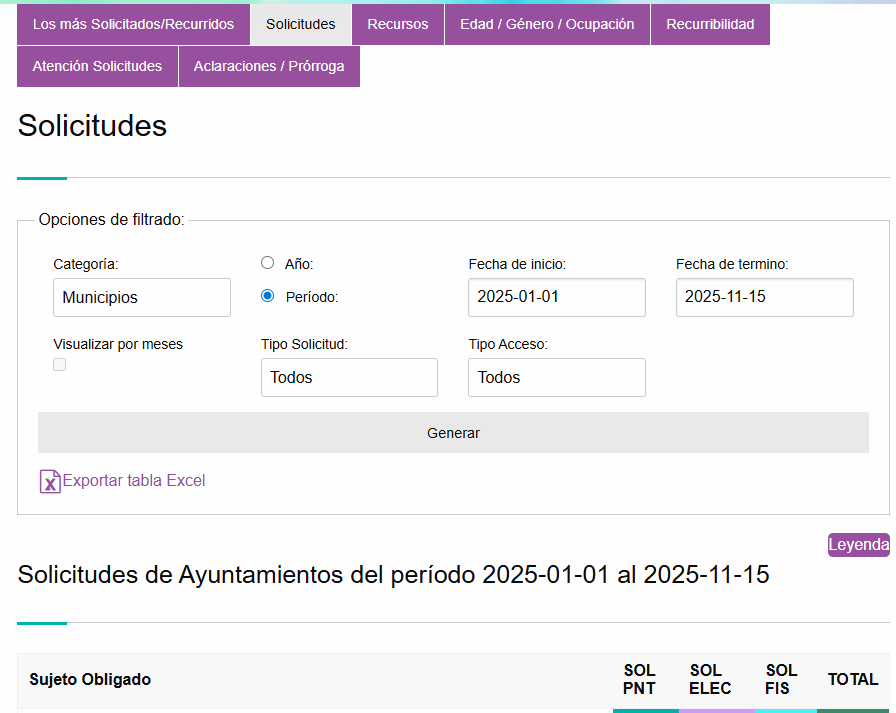 Los más Solicitados/Recurridos Solicitudes Recursos Edad / Género / Ocupación Recurribilidad
Atención Solicitudes Aclaraciones / Prórroga
Solicitudes
Opciones de filtrado:
Categoría: Año: Fecha de inicio: Fecha de termino:
Municipios Período: 2025-01-01 2025-11-15
Visualizar por meses Tipo Solicitud: Tipo Acceso:
Todos Todos
Generar
Exportar tabla Excel
Leyenda
Solicitudes de Ayuntamientos del período 2025-01-01 al 2025-11-15
Sujeto Obligado SOL PNT SOL ELEC SOL FIS TOTAL